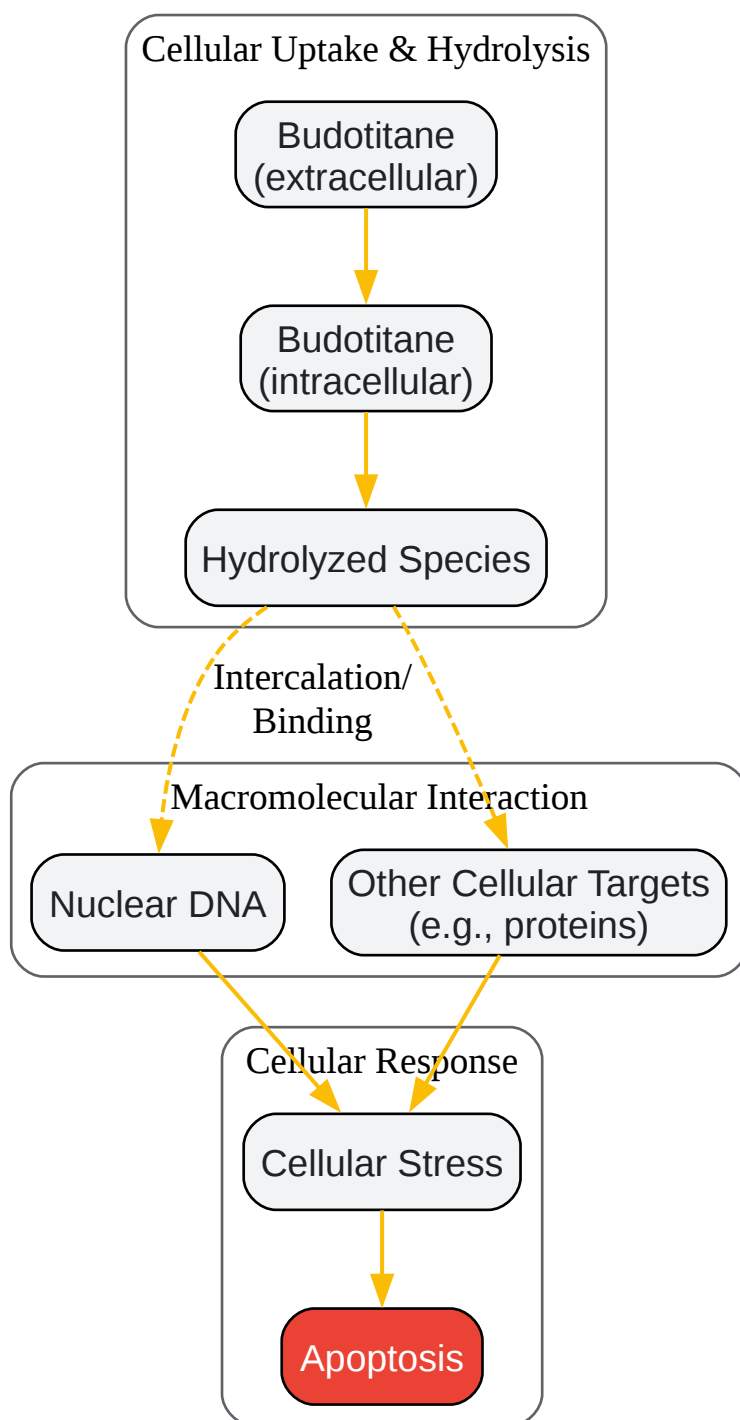 Cellular Uptake & Hydrolysis
Budotitane
(extracellular)
Budotitane
(intracellular)
Hydrolyzed Species
Intercalation/
Binding
Macromolecular Interaction
Nuclear DNA
Other Cellular Targets
(e.g., proteins)
Cellular Response
Cellular Stress
Apoptosis